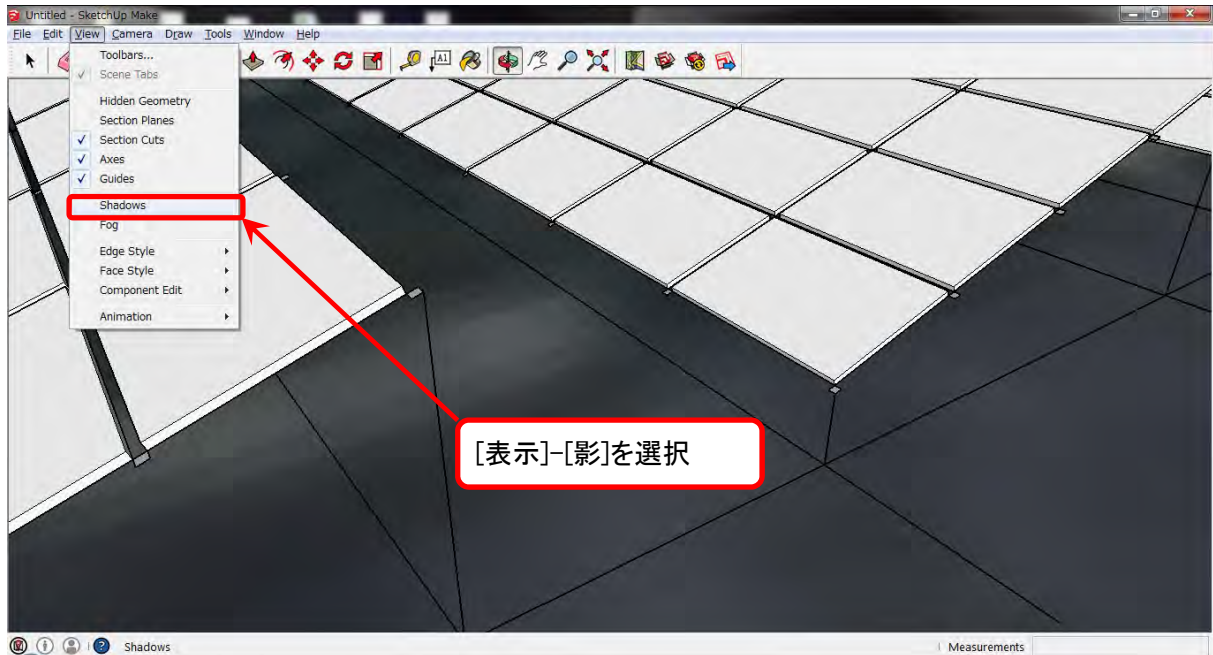 Untitled - SketchUp Make
File Edit View Camera Draw Tools Window Help
Toolbars...
Scene Tabs
A1
Hidden Geometry
Section Planes
Section Cuts
Axes
Guides
Shadows
Fog
Edge Style
Face Style
Component Edit
Animation
[表示]-[影]を選択
Shadows
Measurements